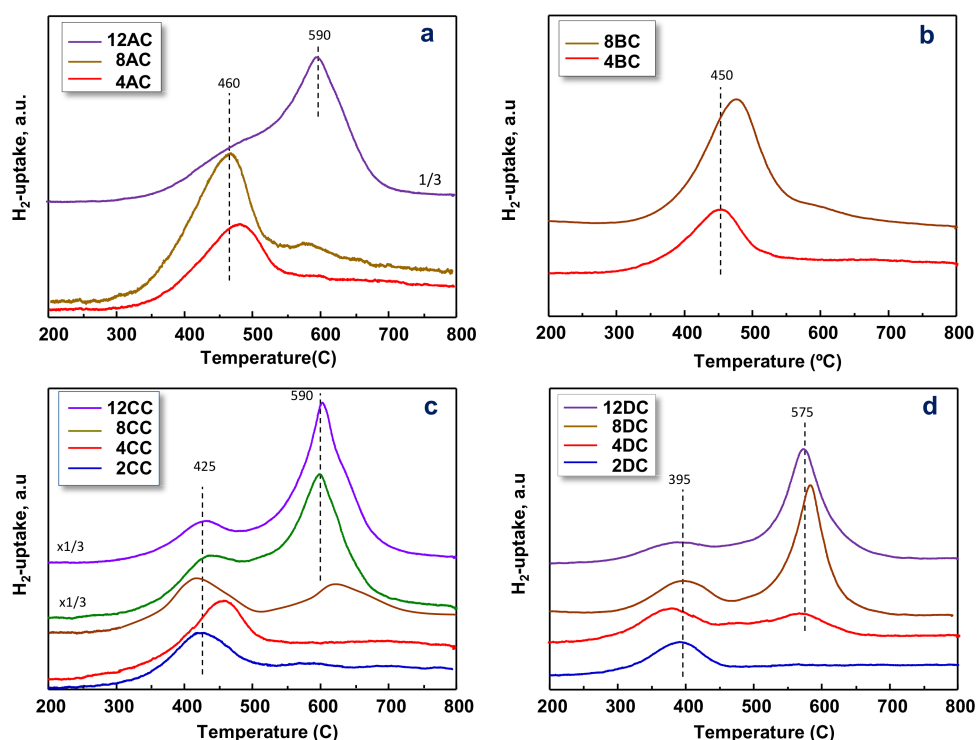 a
12AC
8AC
4AC
590
460
1/3
H2-uptake, a.u.
200 300 400 500 600 700 800
Temperature(C)
b
8BC
4BC
450
H2-uptake, a.u
200 300 400 500 600 700 800
Temperature (ºC)
c
12CC
8CC
4CC
2CC
590
425
x1/3
x1/3
H2-uptake, a.u
200 300 400 500 600 700 800
Temperature (C)
d
12DC
8DC
4DC
2DC
575
395
H2-uptake, a.u
200 300 400 500 600 700 800
Temperature (C)